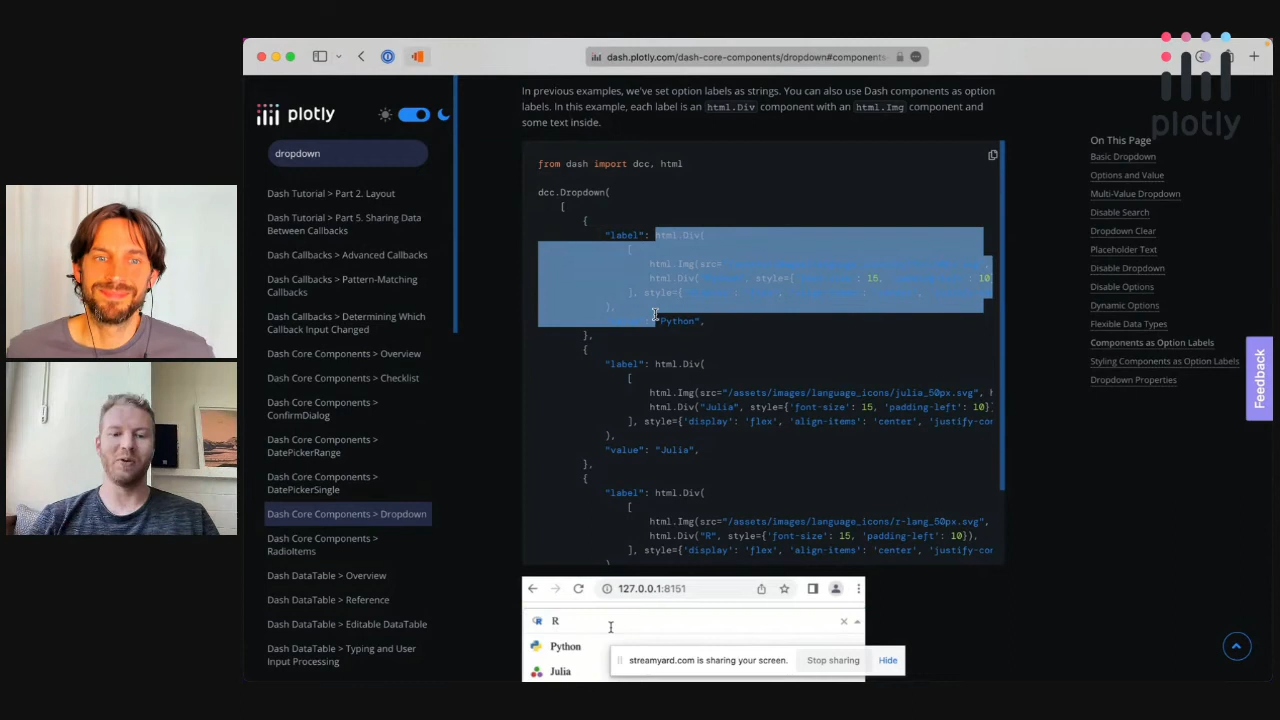 dash.plotly.com/dash-core-components/dropdown#component
plotly
plotly
dropdown
Dash Tutorial > Part 2. Layout
Dash Tutorial > Part 5. Sharing Data
Between Callbacks
Dash Callbacks > Advanced Callbacks
Dash Callbacks > Pattern-Matching
Callbacks
Dash Callbacks > Determining Which
Callback Input Changed
Dash Core Components > Overview
Dash Core Components > Checklist
Dash Core Components >
ConfirmDialog
Dash Core Components >
DatePickerRange
Dash Core Components >
DatePickerSingle
Dash Core Components > Dropdown
Dash Core Components >
RadioItems
Dash DataTable > Overview
Dash DataTable > Reference
Dash DataTable > Editable DataTable
Dash DataTable > Typing and User
Input Processing
In previous examples, we've set option labels as strings. You can also use Dash components as option
labels. In this example, each label is an html.Div component with an html.Img component and
some text inside.
from dash import dcc, html
dcc.Dropdown(
[
{
"label": html.Div(
[
html.Img(src=
html.Div( style={ 15, 10
], style={
),
"Python",
},
{
"label": html.Div(
[
html.Img(src="/assets/images/language_icons/julia_50px.svg", h
html.Div("Julia", style={'font-size': 15, 'padding-left': 10}
], style={'display': 'flex', 'align-items': 'center', 'justify-con
),
"value": "Julia",
},
{
"label": html.Div(
[
html.Img(src="/assets/images/language_icons/r-lang_50px.svg",
html.Div("R", style={'font-size': 15, 'padding-left': 10}),
], style={'display': 'flex', 'align-items': 'center', 'justify-con
)
127.0.0.1:8151
R
Python
Julia
streamyard.com is sharing your screen. Stop sharing Hide
On This Page
Basic Dropdown
Options and Value
Multi-Value Dropdown
Disable Search
Dropdown Clear
Placeholder Text
Disable Dropdown
Disable Options
Dynamic Options
Flexible Data Types
Components as Option Labels
Styling Components as Option Labels
Dropdown Properties
Feedback